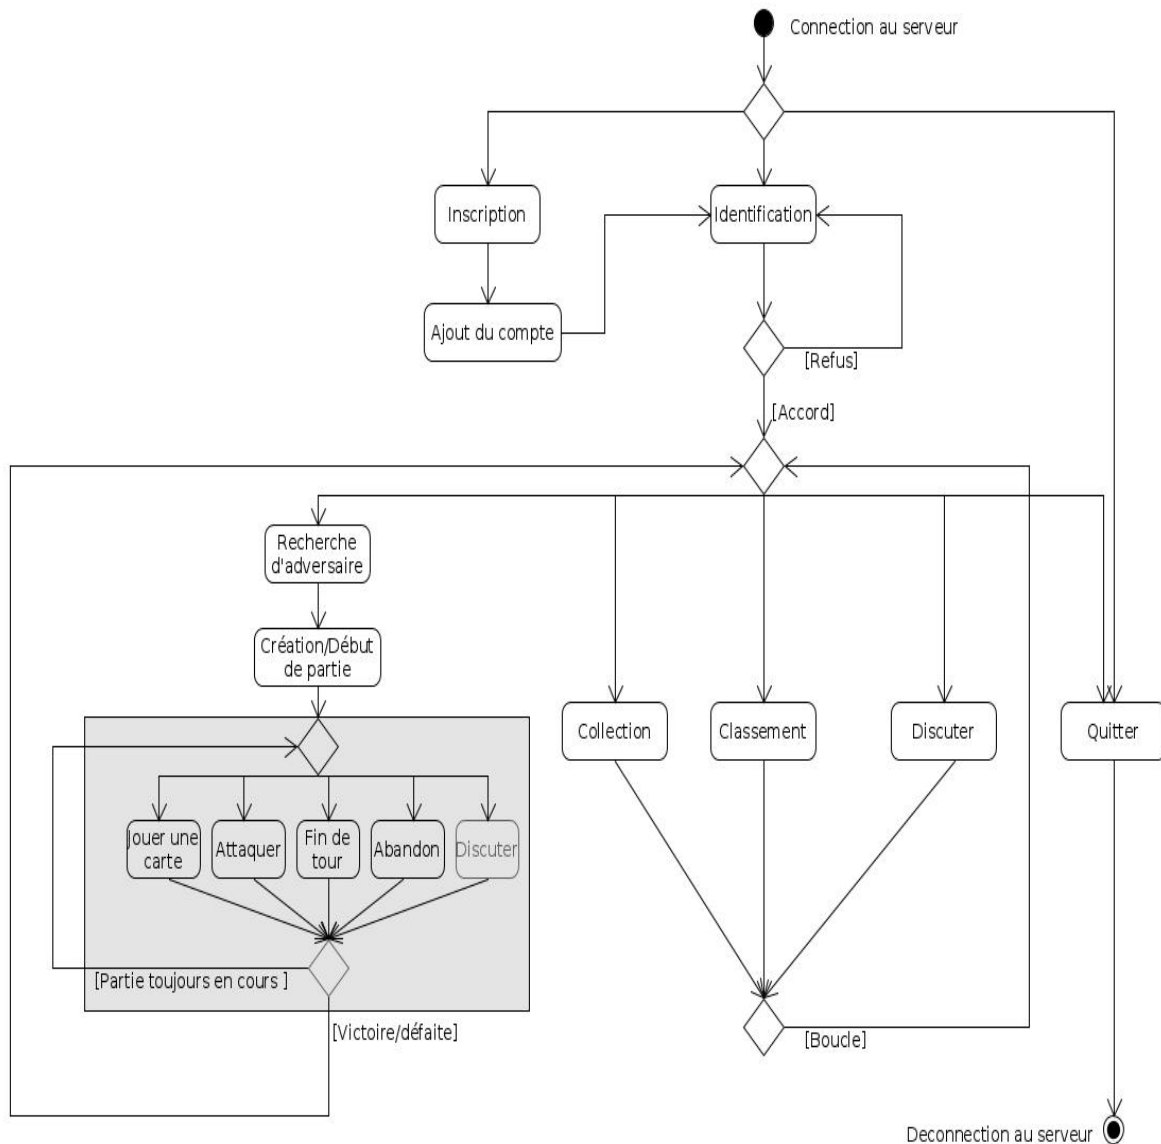 Connection au serveur
Inscription
Identification
Ajout du compte
[Refus]
[Accord]
Recherche
d'adversaire
Création/Début
de partie
Collection
Classement
Discuter
Quitter
Jouer une
carte
Attaquer
Fin de
tour
Abandon
Discuter
[Partie toujours en cours ]
[Victoire/défaite]
[Boucle]
Deconnection au serveur